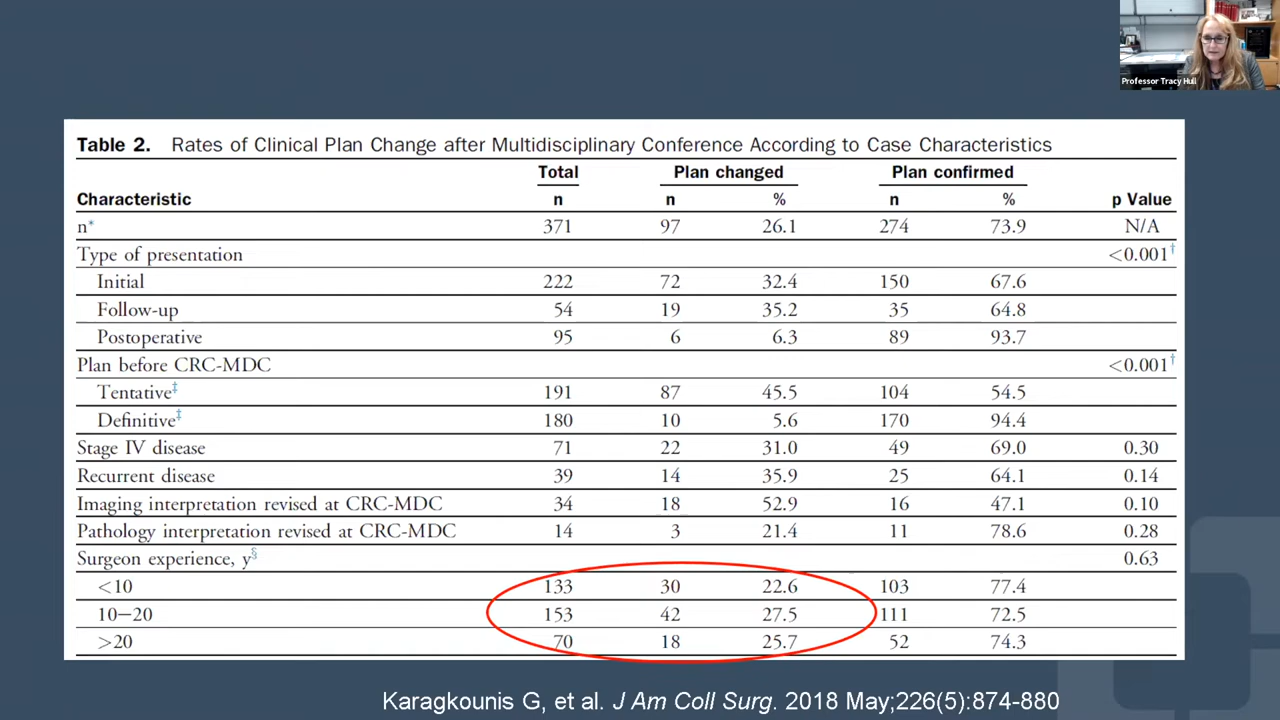 Professor Tracy Hull
Table 2. Rates of Clinical Plan Change after Multidisciplinary Conference According to Case Characteristics
Total Plan changed Plan confirmed
Characteristic n n % n % p Value
n* 371 97 26.1 274 73.9 N/A
Type of presentation <0.001†
Initial 222 72 32.4 150 67.6
Follow-up 54 19 35.2 35 64.8
Postoperative 95 6 6.3 89 93.7
Plan before CRC-MDC <0.001†
Tentative‡ 191 87 45.5 104 54.5
Definitive‡ 180 10 5.6 170 94.4
Stage IV disease 71 22 31.0 49 69.0 0.30
Recurrent disease 39 14 35.9 25 64.1 0.14
Imaging interpretation revised at CRC-MDC 34 18 52.9 16 47.1 0.10
Pathology interpretation revised at CRC-MDC 14 3 21.4 11 78.6 0.28
Surgeon experience, y§ 0.63
<10 133 30 22.6 103 77.4
10–20 153 42 27.5 111 72.5
>20 70 18 25.7 52 74.3
Karagkounis G, et al. J Am Coll Surg. 2018 May;226(5):874-880